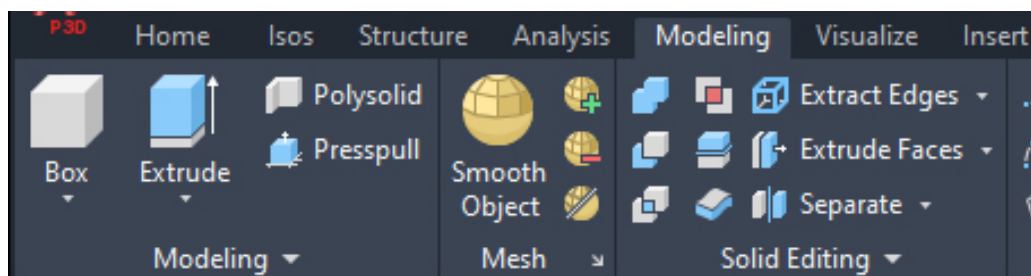 P3D
Home Isos Structure Analysis Modeling Visualize Insert
Box
Extrude
Polysolid
Presspull
Modeling
Smooth
Object
Mesh
Extract Edges
Extrude Faces
Separate
Solid Editing